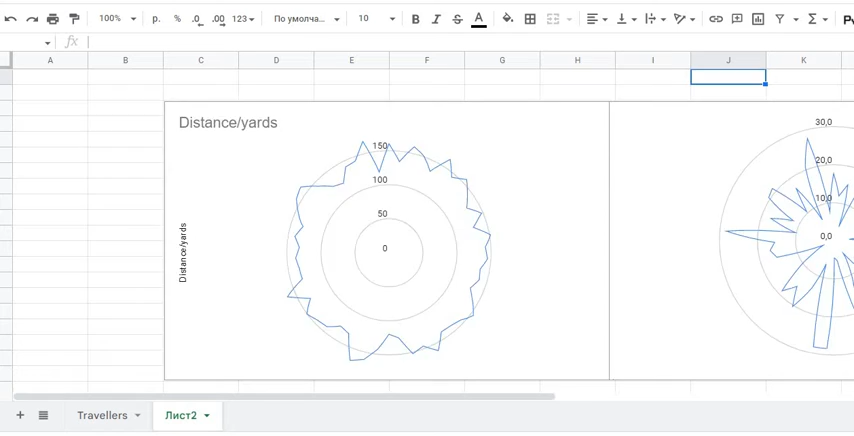 100% р. % .0 .00 123 По умолча... 10 B I S A Σ
fx
A B C D E F G H I J K
Distance/yards
150
100
50
0
Distance/yards
30,0
20,0
10,0
0,0
Travellers Лист2